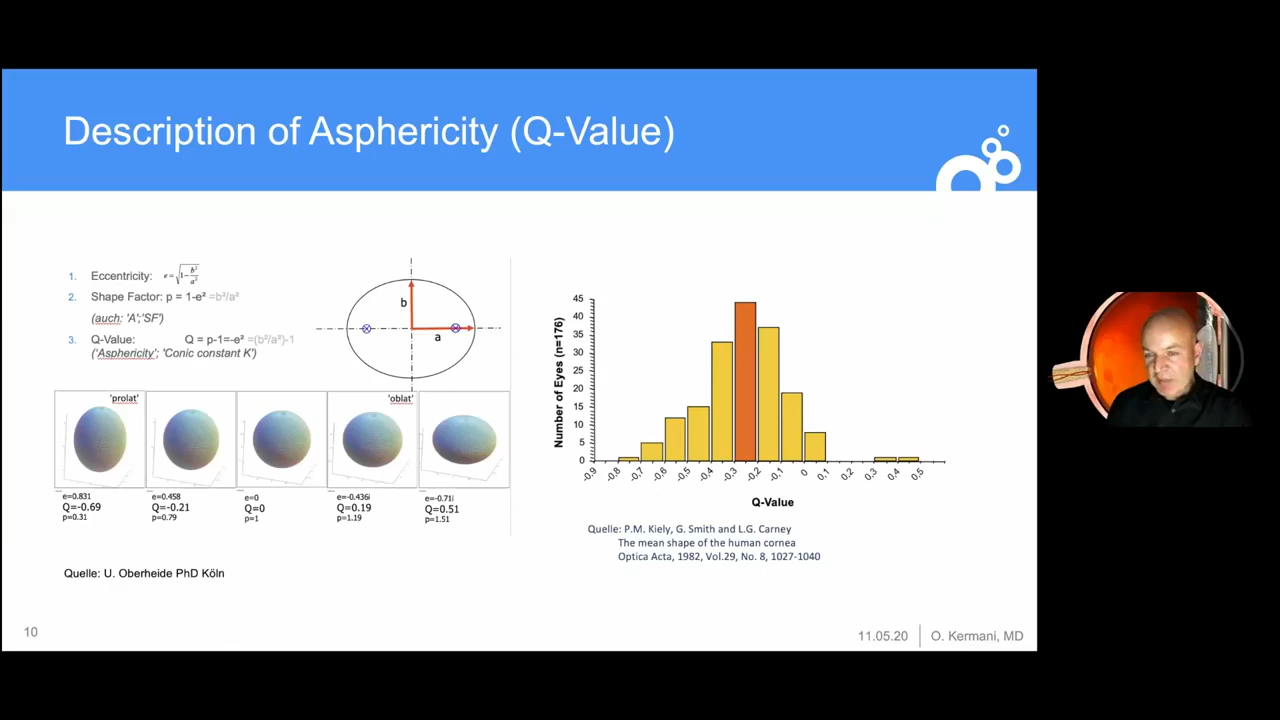 Description of Asphericity (Q-Value)
1. Eccentricity: e = √1-b²/a²
2. Shape Factor: p = 1-e² =b²/a²
(auch: 'A';'SF')
3. Q-Value: Q = p-1=-e² =(b²/a²)-1
('Asphericity'; 'Conic constant K')
b
a
'prolat'
'oblat'
e=0.831
Q=-0.69
p=0.31
e=0.458
Q=-0.21
p=0.79
e=0
Q=0
p=1
e=-0.436i
Q=0.19
p=1.19
e=-0.71i
Q=0.51
p=1.51
Quelle: U. Oberheide PhD Köln
Number of Eyes (n=176)
45
40
35
30
25
20
15
10
5
0
-0,9 -0,8 -0,7 -0,6 -0,5 -0,4 -0,3 -0,2 -0,1 0 0,1 0,2 0,3 0,4 0,5
Q-Value
Quelle: P.M. Kiely, G. Smith and L.G. Carney
The mean shape of the human cornea
Optica Acta, 1982, Vol.29, No. 8, 1027-1040
10
11.05.20
O. Kermani, MD